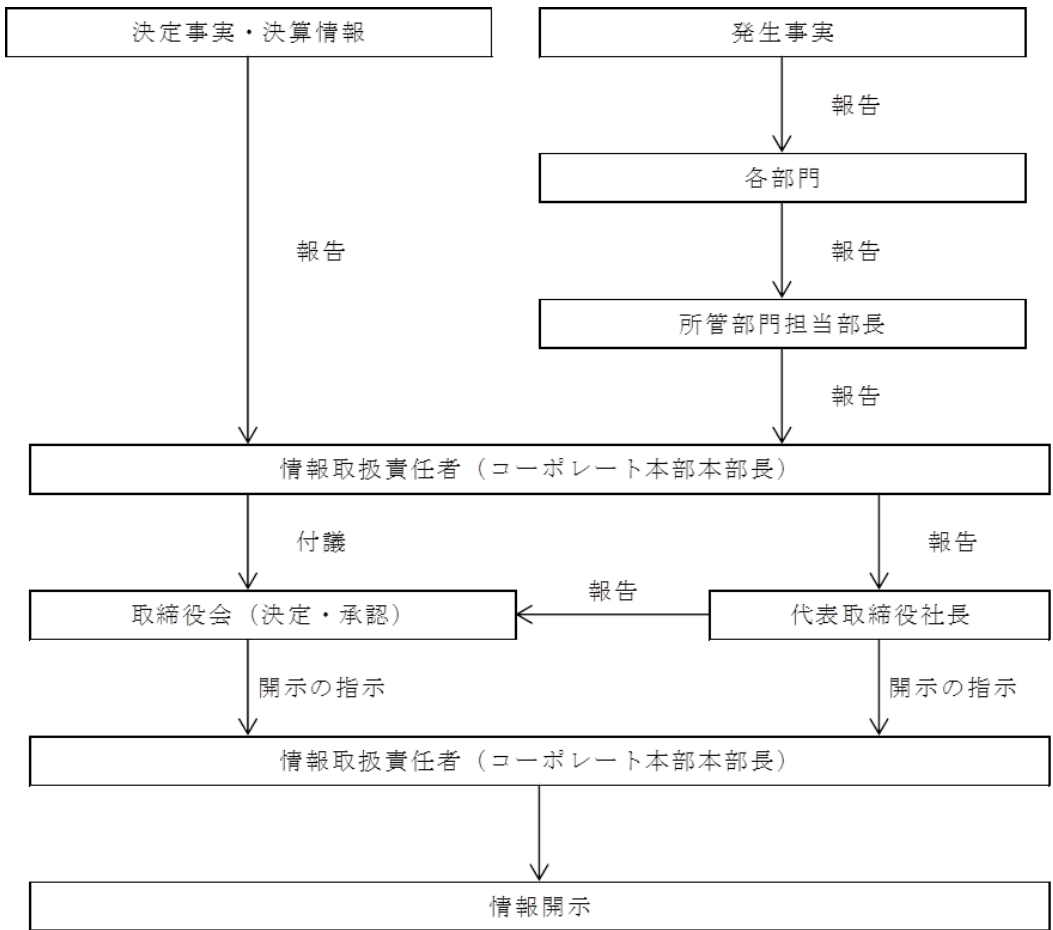 決定事実・決算情報
発生事実
報告
各部門
報告
報告
所管部門担当部長
報告
情報取扱責任者（コーポレート本部本部長）
付議
報告
報告
取締役会（決定・承認）
代表取締役社長
開示の指示
開示の指示
情報取扱責任者（コーポレート本部本部長）
情報開示